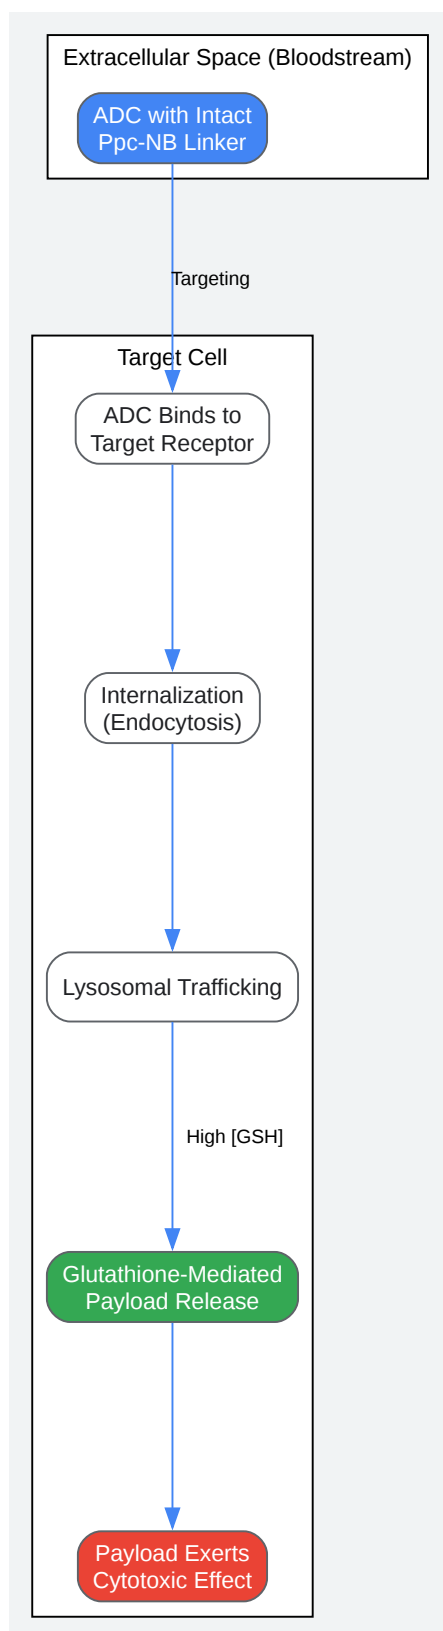 Extracellular Space (Bloodstream)
ADC with Intact
Ppc-NB Linker
Targeting
Target Cell
ADC Binds to
Target Receptor
Internalization
(Endocytosis)
Lysosomal Trafficking
High [GSH]
Glutathione-Mediated
Payload Release
Payload Exerts
Cytotoxic Effect